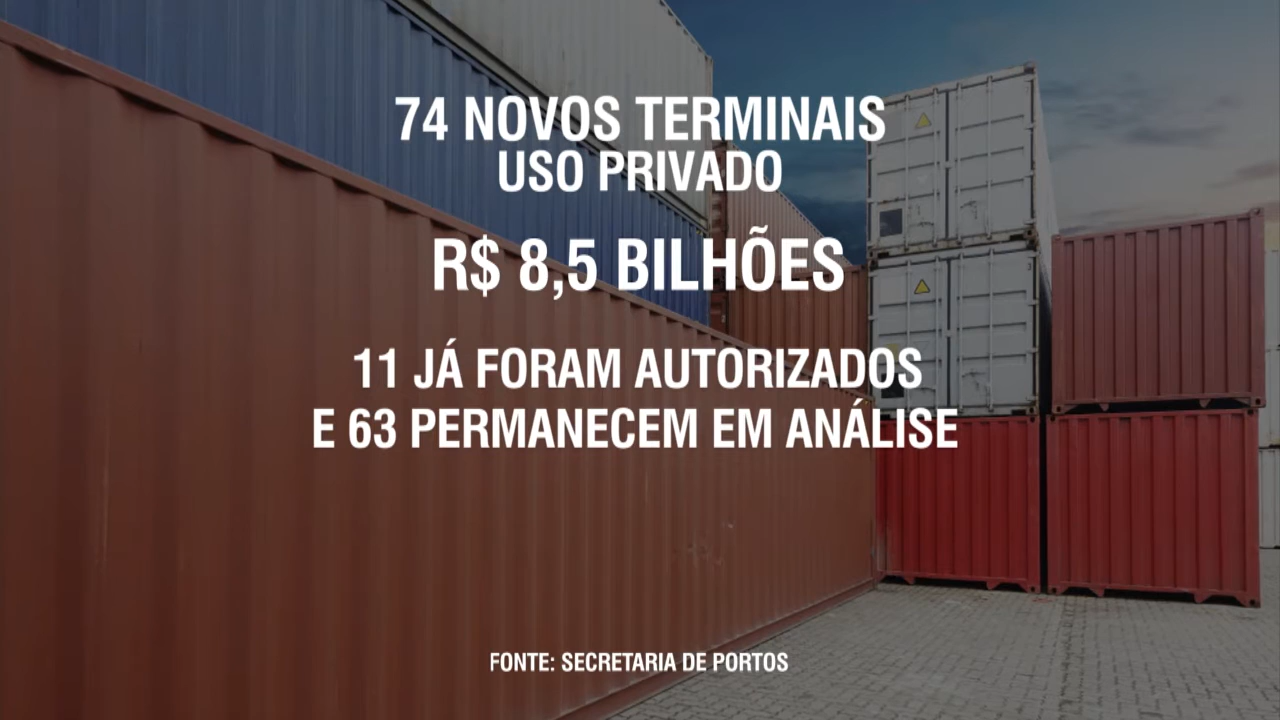 74 NOVOS TERMINAIS
USO PRIVADO
R$ 8,5 BILHÕES
11 JÁ FORAM AUTORIZADOS
E 63 PERMANECEM EM ANÁLISE
FONTE: SECRETARIA DE PORTOS